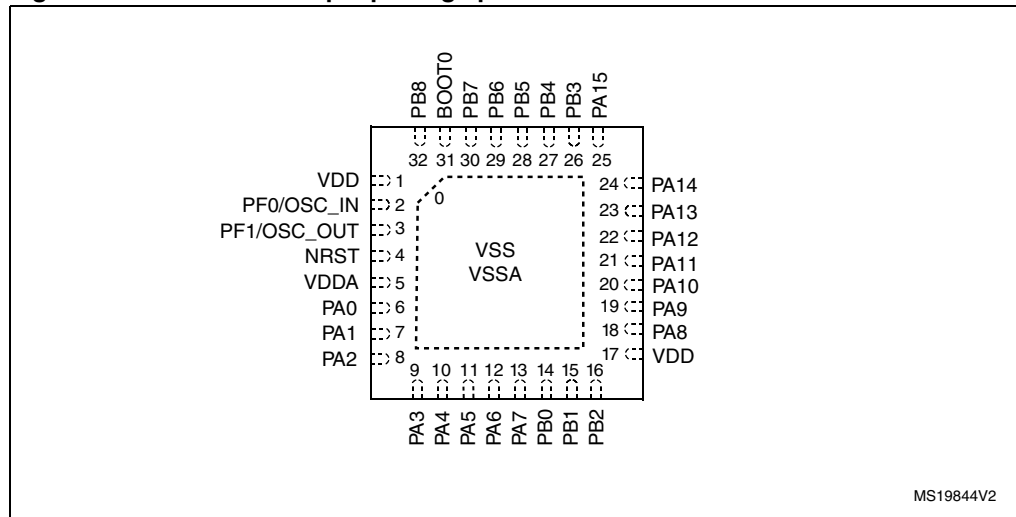 PB8
BOOT0
PB7
PB6
PB5
PB4
PB3
PA15
32 31 30 29 28 27 26 25
VDD 1
PF0/OSC_IN 2
PF1/OSC_OUT 3
NRST 4
VDDA 5
PA0 6
PA1 7
PA2 8
0
VSS
VSSA
24 PA14
23 PA13
22 PA12
21 PA11
20 PA10
19 PA9
18 PA8
17 VDD
9 10 11 12 13 14 15 16
PA3
PA4
PA5
PA6
PA7
PB0
PB1
PB2
MS19844V2